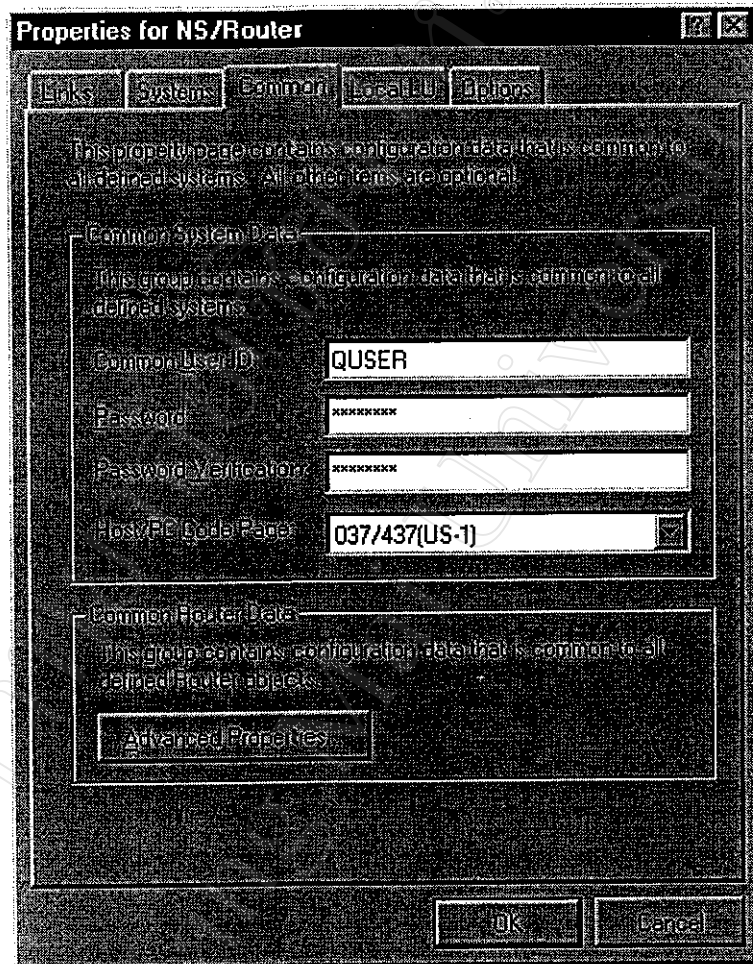 Properties for NS/Router
Links Systems Common Local LU Options
This property page contains configuration data that is common to
all defined systems. All other items are optional.
Common System Data
This group contains configuration data that is common to all
defined systems.
Common User ID: QUSER
Password: ********
Password Verification: ********
Host/PC Code Page: 037/437(US-1)
Common Router Data
This group contains configuration data that is common to all
defined Router objects.
Advanced Properties...
OK Cancel